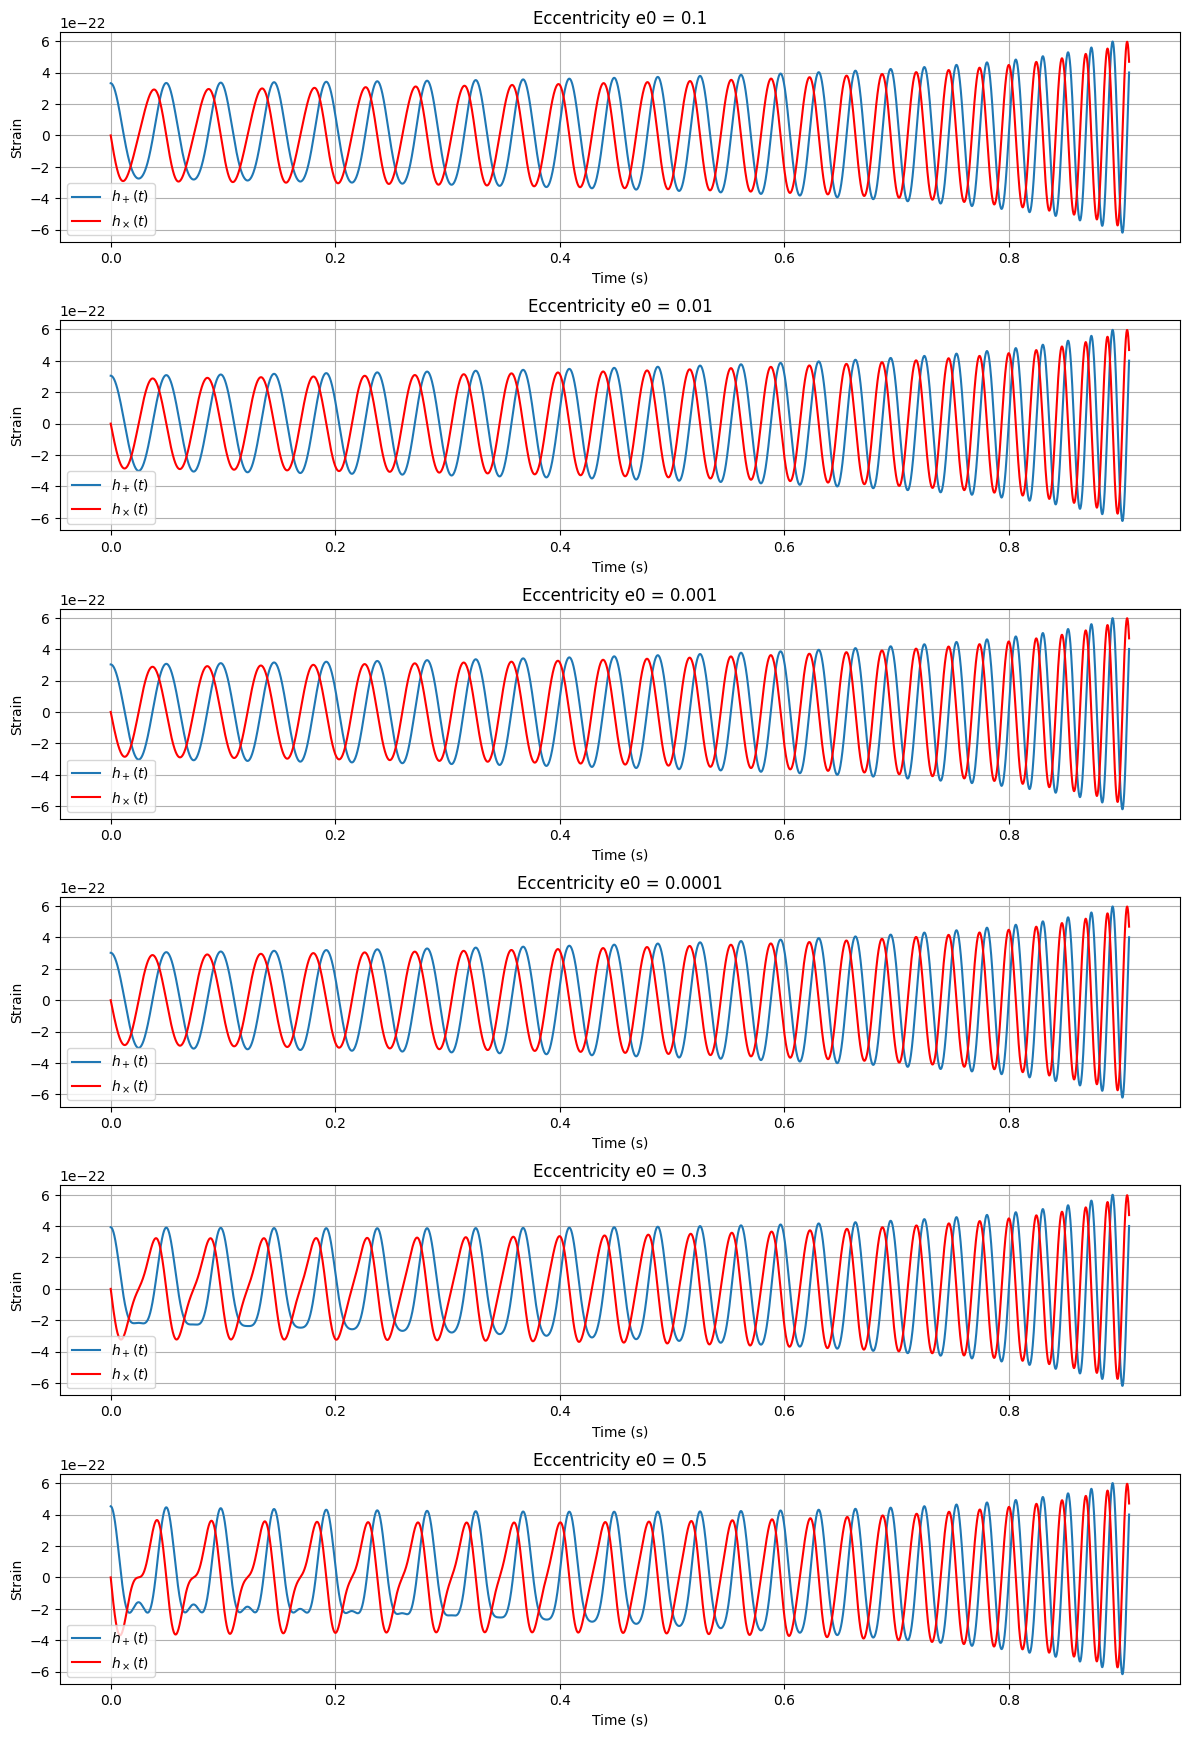 Eccentricity e0 = 0.1
1e−22
6
4
2
0
−2
−4
−6
Strain
h₊(t)
hₓ(t)
0.0 0.2 0.4 0.6 0.8
Time (s)
Eccentricity e0 = 0.01
1e−22
6
4
2
0
−2
−4
−6
Strain
h₊(t)
hₓ(t)
0.0 0.2 0.4 0.6 0.8
Time (s)
Eccentricity e0 = 0.001
1e−22
6
4
2
0
−2
−4
−6
Strain
h₊(t)
hₓ(t)
0.0 0.2 0.4 0.6 0.8
Time (s)
Eccentricity e0 = 0.0001
1e−22
6
4
2
0
−2
−4
−6
Strain
h₊(t)
hₓ(t)
0.0 0.2 0.4 0.6 0.8
Time (s)
Eccentricity e0 = 0.3
1e−22
6
4
2
0
−2
−4
−6
Strain
h₊(t)
hₓ(t)
0.0 0.2 0.4 0.6 0.8
Time (s)
Eccentricity e0 = 0.5
1e−22
6
4
2
0
−2
−4
−6
Strain
h₊(t)
hₓ(t)
0.0 0.2 0.4 0.6 0.8
Time (s)